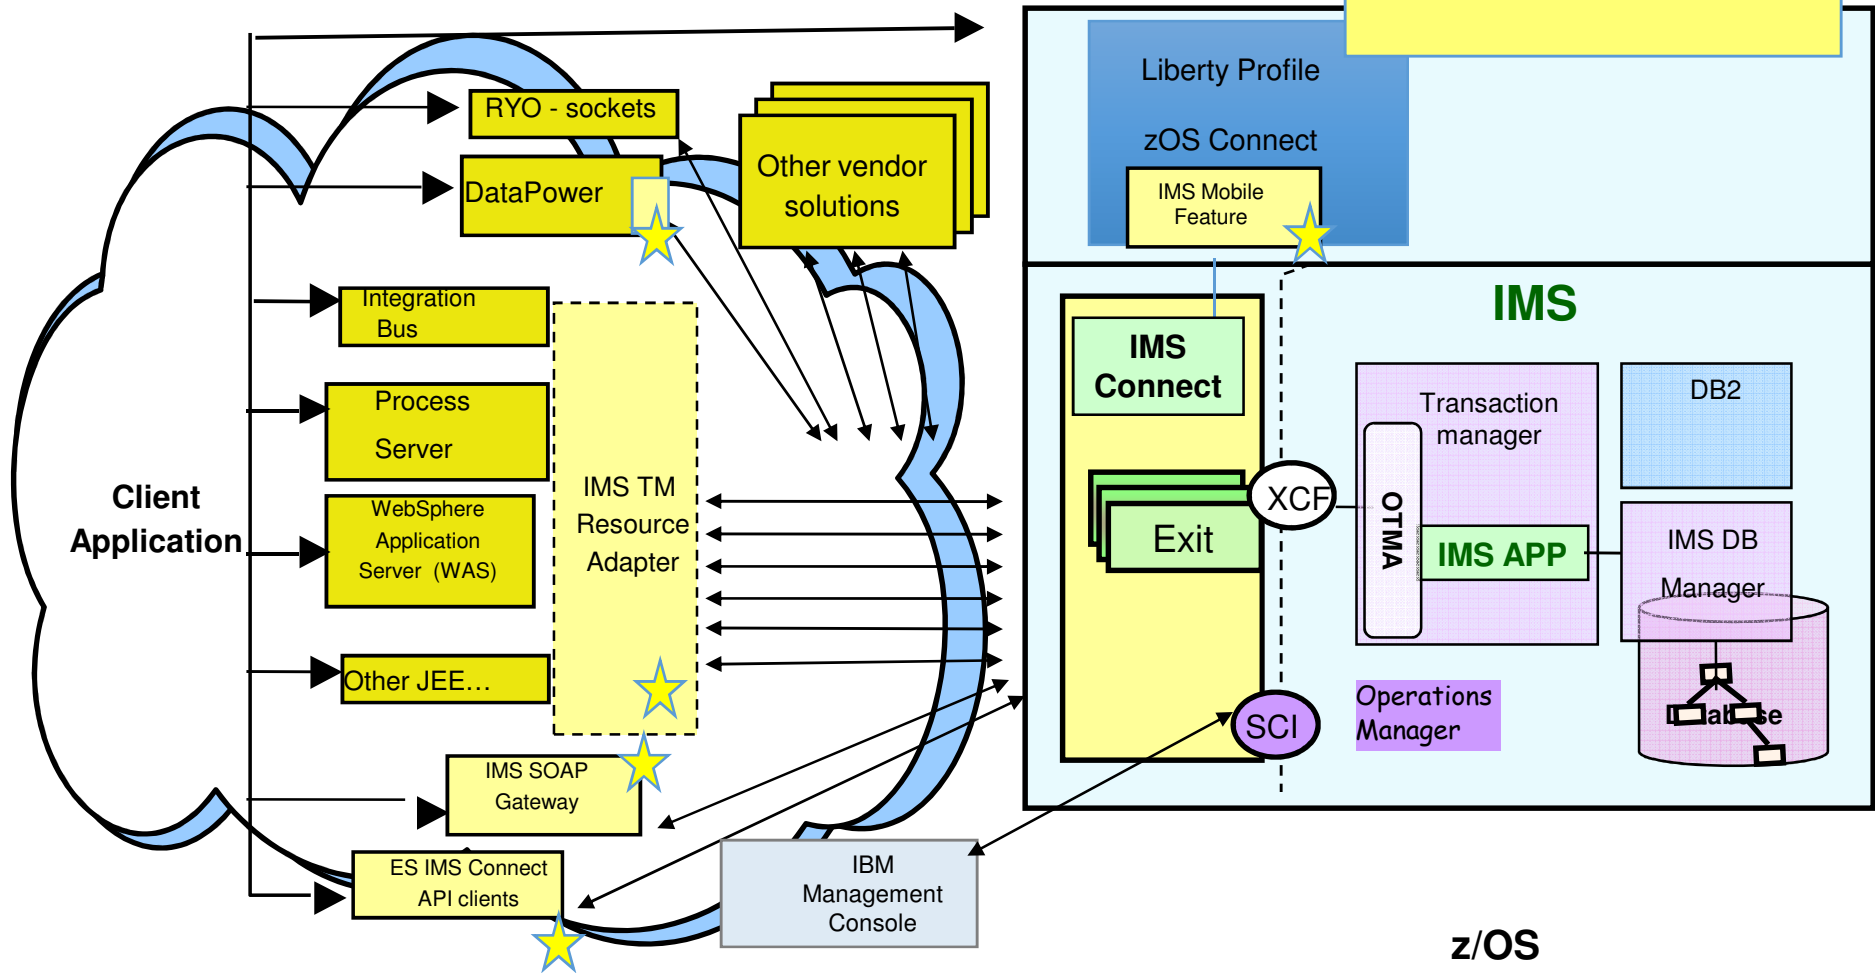 RYO - sockets
DataPower
Other vendor
solutions
Integration
Bus
Process
Server
WebSphere
Application
Server (WAS)
Other JEE...
IMS TM
Resource
Adapter
Client
Application
IMS SOAP
Gateway
ES IMS Connect
API clients
IBM
Management
Console
Liberty Profile
zOS Connect
IMS Mobile
Feature
IMS
IMS
Connect
Exit
XCF
SCI
Transaction
manager
OTMA
IMS APP
DB2
IMS DB
Manager
Operations
Manager
Database
z/OS